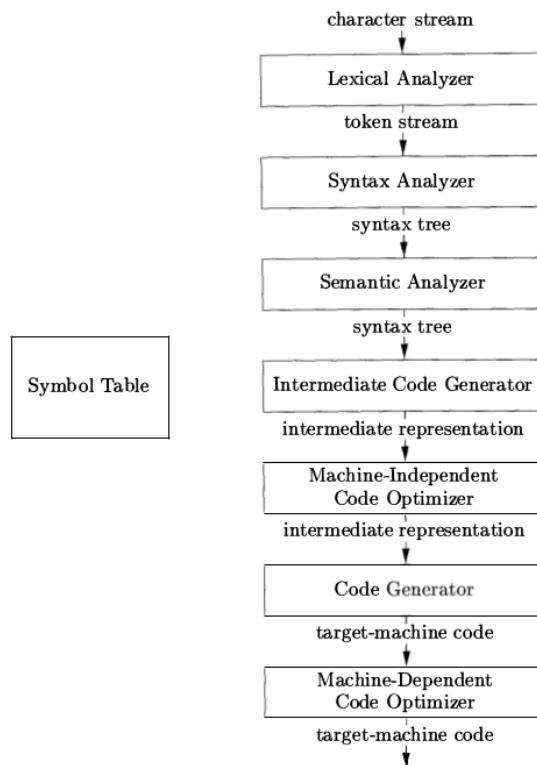 character stream
Lexical Analyzer
token stream
Syntax Analyzer
syntax tree
Semantic Analyzer
syntax tree
Symbol Table
Intermediate Code Generator
intermediate representation
Machine-Independent
Code Optimizer
intermediate representation
Code Generator
target-machine code
Machine-Dependent
Code Optimizer
target-machine code